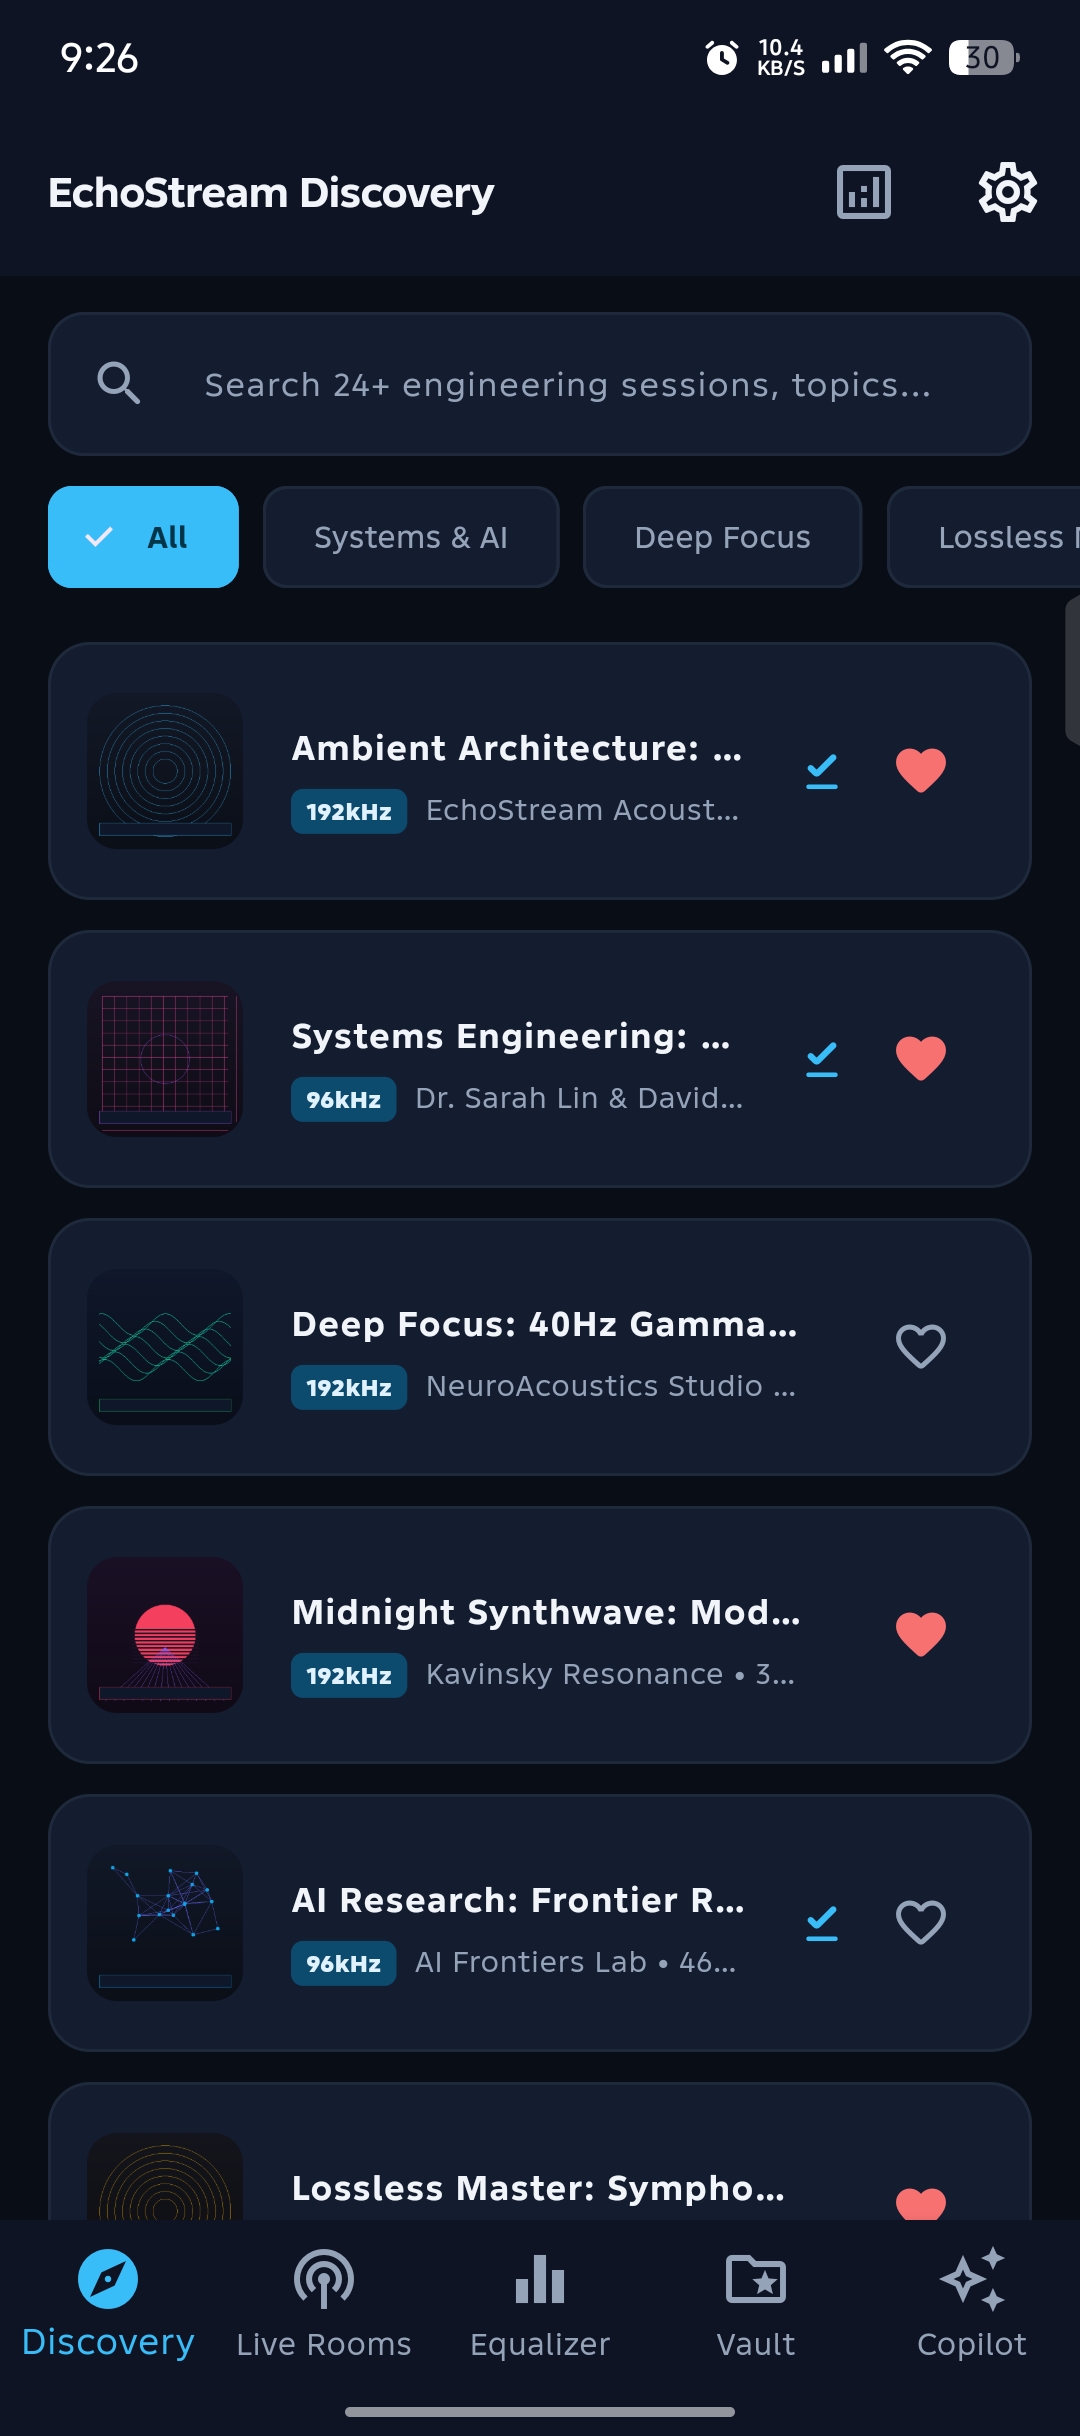 9:26
10.4
KB/S
30
EchoStream Discovery
Search 24+ engineering sessions, topics...
All
Systems & AI
Deep Focus
Lossless
Ambient Architecture: ...
192kHz EchoStream Acoust...
Systems Engineering: ...
96kHz Dr. Sarah Lin & David...
Deep Focus: 40Hz Gamma...
192kHz NeuroAcoustics Studio ...
Midnight Synthwave: Mod...
192kHz Kavinsky Resonance • 3...
AI Research: Frontier R...
96kHz AI Frontiers Lab • 46...
Lossless Master: Sympho...
Discovery
Live Rooms
Equalizer
Vault
Copilot